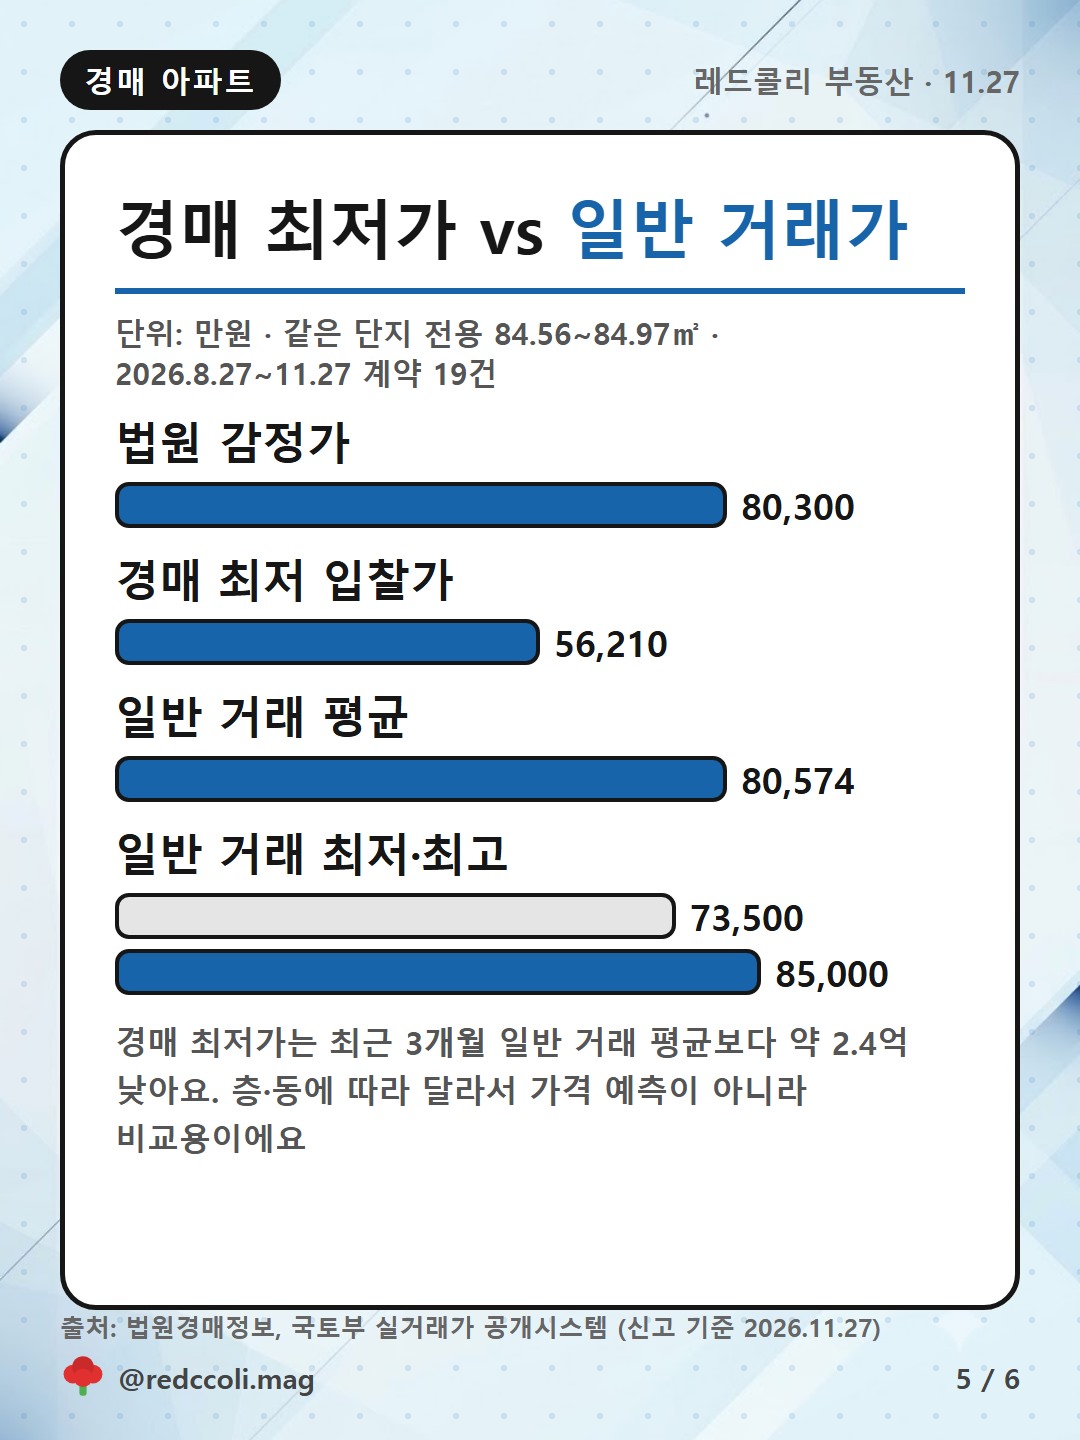 경매 아파트
레드콜리 부동산 · 11.27
경매 최저가 vs 일반 거래가
단위: 만원 · 같은 단지 전용 84.56~84.97㎡ ·
2026.8.27~11.27 계약 19건
법원 감정가
80,300
경매 최저 입찰가
56,210
일반 거래 평균
80,574
일반 거래 최저·최고
73,500
85,000
경매 최저가는 최근 3개월 일반 거래 평균보다 약 2.4억
낮아요. 층·동에 따라 달라서 가격 예측이 아니라
비교용이에요
출처: 법원경매정보, 국토부 실거래가 공개시스템 (신고 기준 2026.11.27)
@redccoli.mag
5 / 6